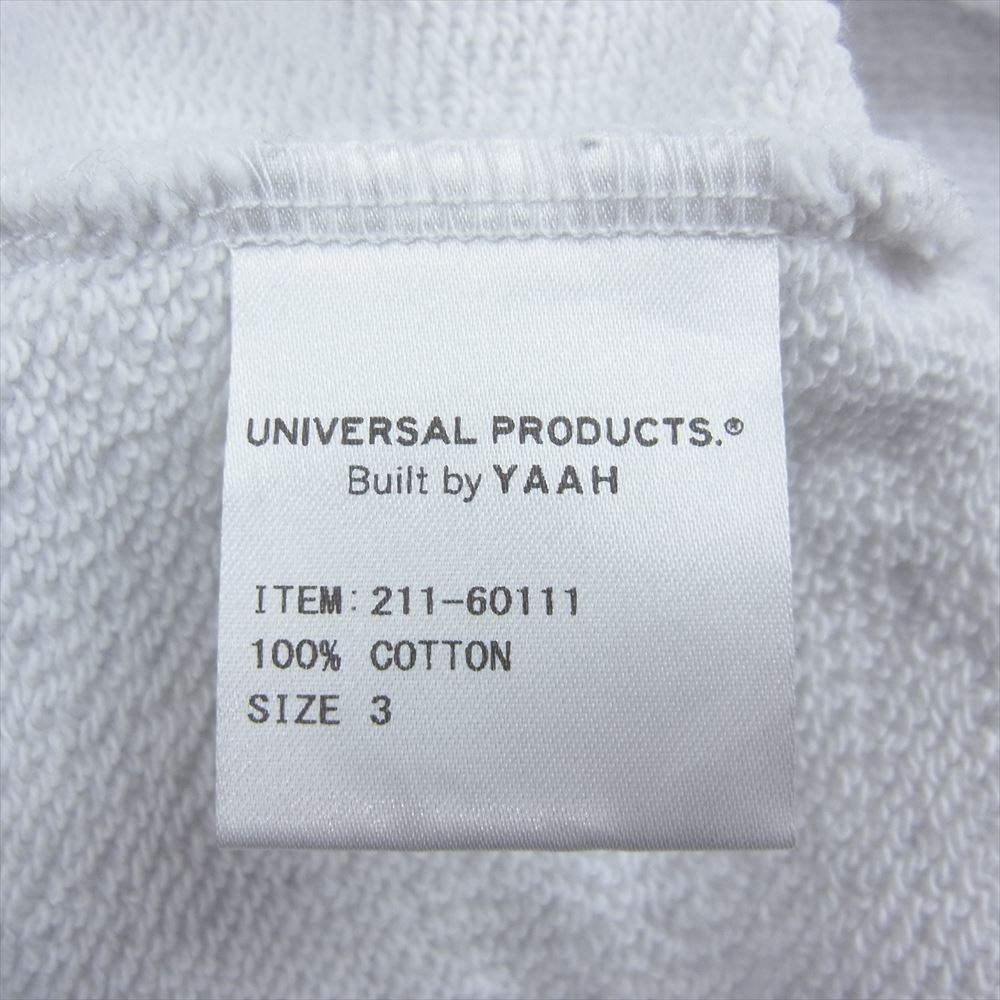 UNIVERSAL PRODUCTS.®
Built by YAAH
ITEM: 211-60111
100% COTTON
SIZE 3